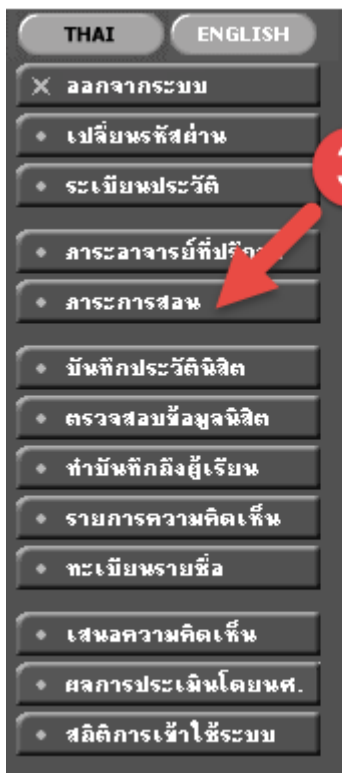 THAI ENGLISH
ออกจากระบบ
เปลี่ยนรหัสผ่าน
ระเบียนประวัติ
ภาระอาจารย์ที่
ภาระการสอน
บันทึกประวัตินิสิต
ตรวจสอบข้อมูลนิสิต
ทำบันทึกถึงผู้เรียน
รายการความคิดเห็น
ทะเบียนรายชื่อ
เสนอความคิดเห็น
ผลการประเมินโดยนศ.
สถิติการเข้าใช้ระบบ